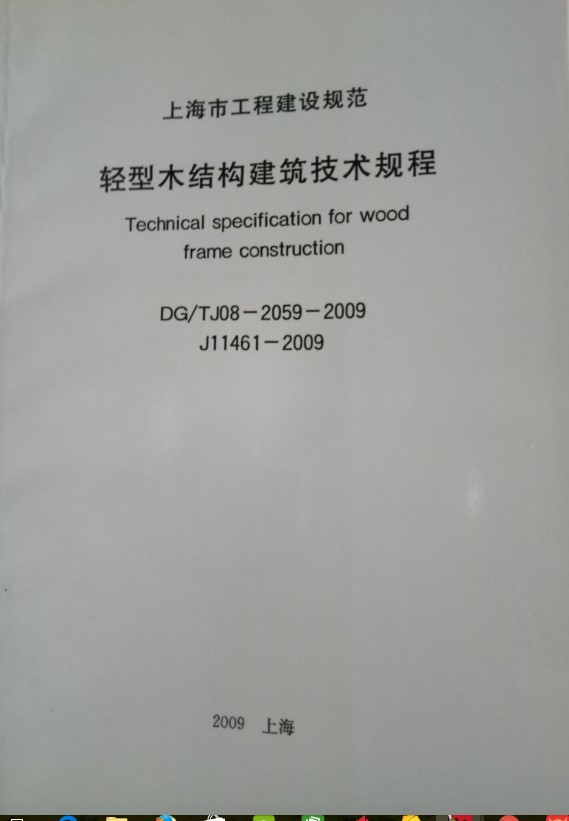 上海市工程建设规范
轻型木结构建筑技术规程
Technical specification for wood
frame construction
DG/TJ08－2059－2009
J11461－2009
2009 上海